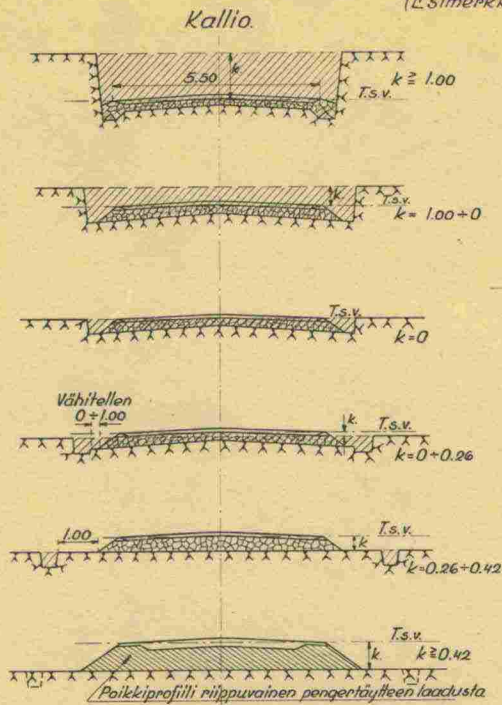 Kallio.
k
5.50
k ≧ 1.00
T.s.v.
k
T.s.v.
k= 1.00÷0
T.s.v.
k=0
Vähitellen
0÷1.00
k
T.s.v.
k=0÷0.26
1.00
T.s.v.
k
k=0.26÷0.42
T.s.v.
k
k≧0.42
Poikkiprofiili riippuvainen pengertäytteen laadusta